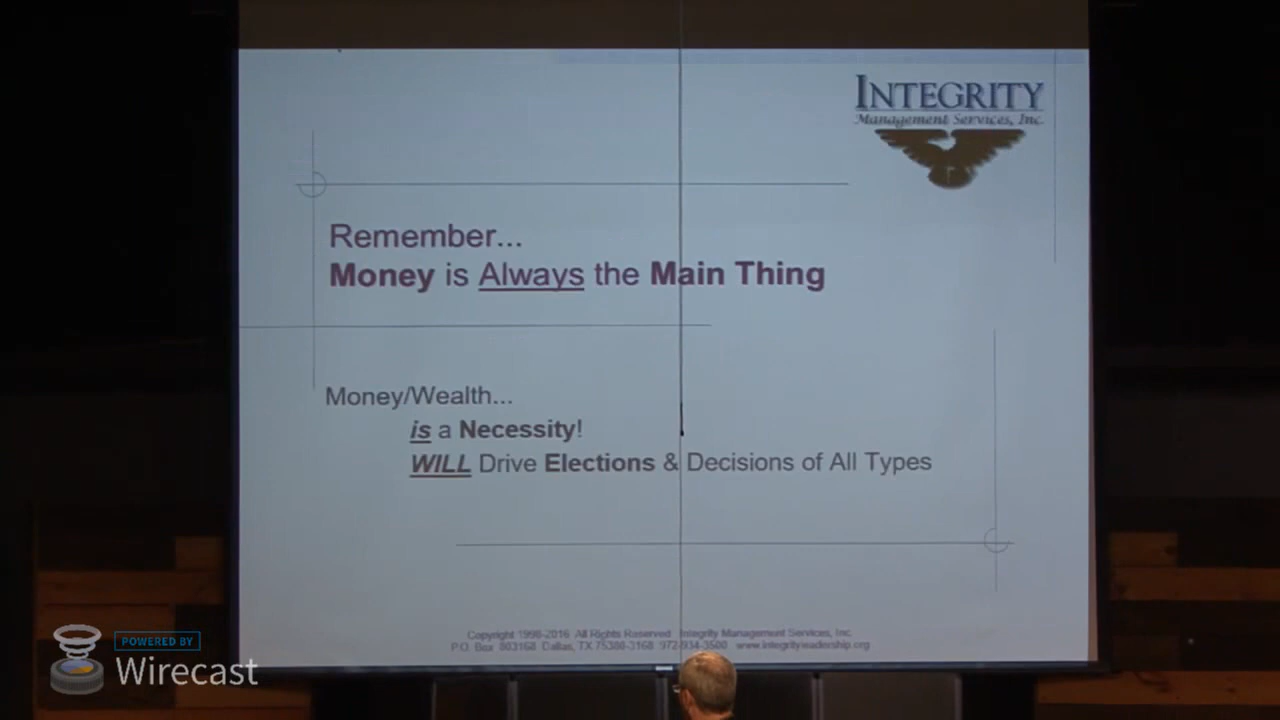 INTEGRITY
Management Services, Inc.
Remember...
Money is Always the Main Thing
Money/Wealth...
is a Necessity!
WILL Drive Elections & Decisions of All Types
Copyright 1998-2016 All Rights Reserved Integrity Management Services, Inc.
P.O. Box 803168 Dallas, TX 75380-3168 972-934-3500 www.integrityleadership.org
POWERED BY
Wirecast